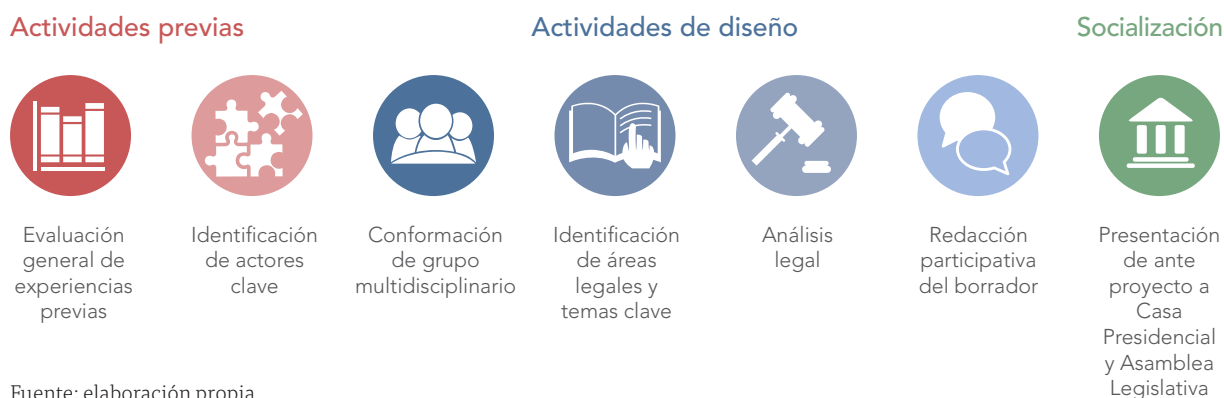 Actividades previas
Actividades de diseño
Socialización
Evaluación
general de
experiencias
previas
Identificación
de actores
clave
Conformación
de grupo
multidisciplinario
Identificación
de áreas
legales y
temas clave
Análisis
legal
Redacción
participativa
del borrador
Presentación
de ante
proyecto a
Casa
Presidencial
y Asamblea
Legislativa
Fuente: elaboración propia